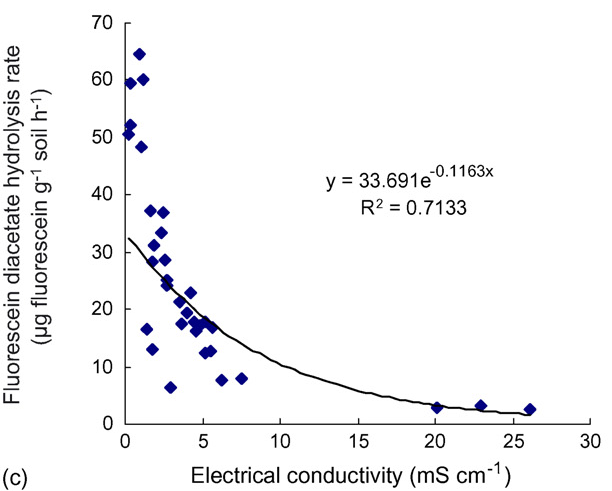 Fluorescein diacetate hydrolysis rate
(µg fluorescein g⁻¹ soil h⁻¹)
70
60
50
40
30
20
10
0
y = 33.691e^-0.1163x
R² = 0.7133
0 5 10 15 20 25 30
Electrical conductivity (mS cm⁻¹)
(c)